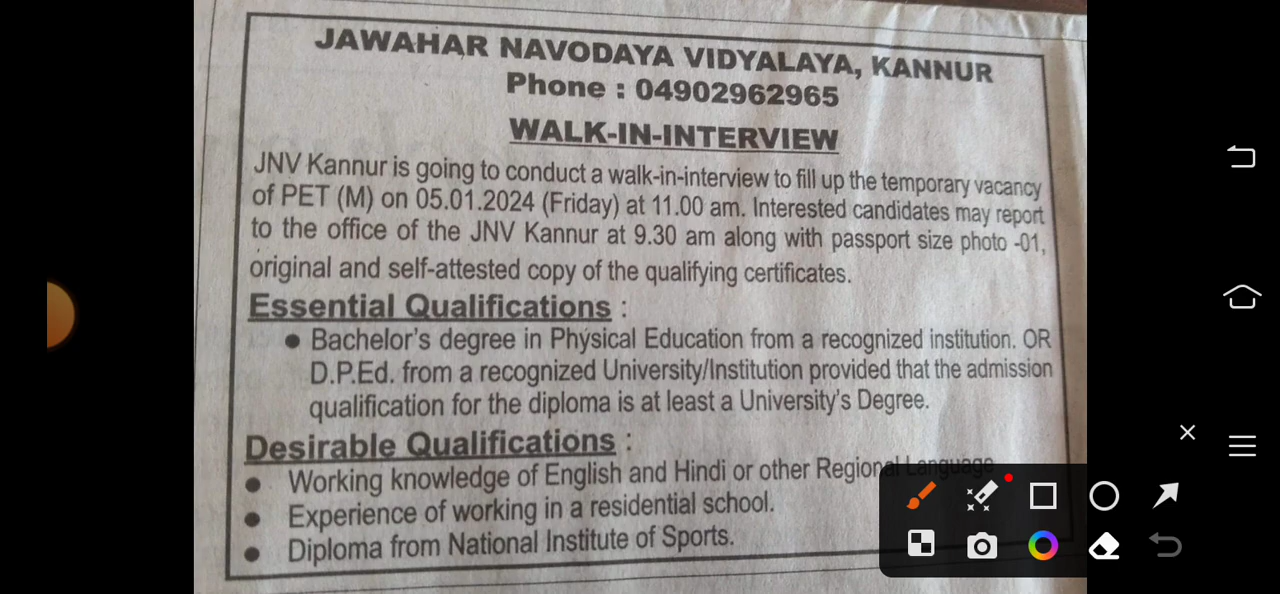 JAWAHAR NAVODAYA VIDYALAYA, KANNUR
Phone : 04902962965
WALK-IN-INTERVIEW
JNV Kannur is going to conduct a walk-in-interview to fill up the temporary vacancy
of PET (M) on 05.01.2024 (Friday) at 11.00 am. Interested candidates may report
to the office of the JNV Kannur at 9.30 am along with passport size photo -01,
original and self-attested copy of the qualifying certificates.
Essential Qualifications :
● Bachelor's degree in Physical Education from a recognized institution. OR
D.P.Ed. from a recognized University/Institution provided that the admission
qualification for the diploma is at least a University's Degree.
Desirable Qualifications :
● Working knowledge of English and Hindi or other Regional Language
● Experience of working in a residential school.
● Diploma from National Institute of Sports.